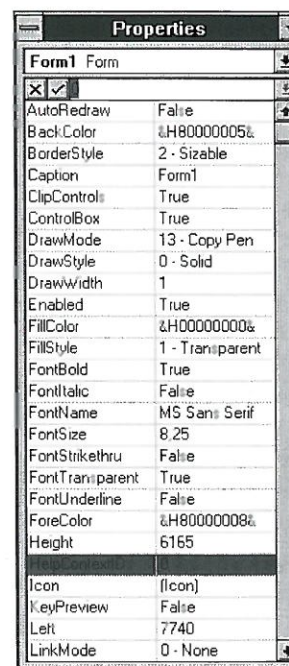 Properties
Form1 Form
AutoRedraw False
BackColor &H80000005&
BorderStyle 2 - Sizable
Caption Form1
ClipControls True
ControlBox True
DrawMode 13 - Copy Pen
DrawStyle 0 - Solid
DrawWidth 1
Enabled True
FillColor &H00000000&
FillStyle 1 - Transparent
FontBold True
FontItalic False
FontName MS Sans Serif
FontSize 8,25
FontStrikethru False
FontTransparent True
FontUnderline False
ForeColor &H80000008&
Height 6165
HelpContextID 0
Icon (Icon)
KeyPreview False
Left 7740
LinkMode 0 - None